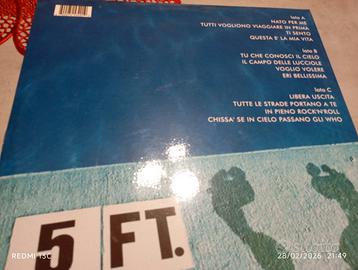 lato A
NATO PER ME
TUTTI VOGLIONO VIAGGIARE IN PRIMA
TI SENTO
QUESTA È LA MIA VITA
lato B
TU CHE CONOSCI IL CIELO
IL CAMPO DELLE LUCCIOLE
VOGLIO VOLERE
ERI BELLISSIMA
lato C
LIBERA USCITA
TUTTE LE STRADE PORTANO A TE
IN PIENO ROCK'N'ROLL
CHISSA' SE IN CIELO PASSANO GLI WHO
5 FT.
subito
REDMI 13C
28/02/2026 21:49